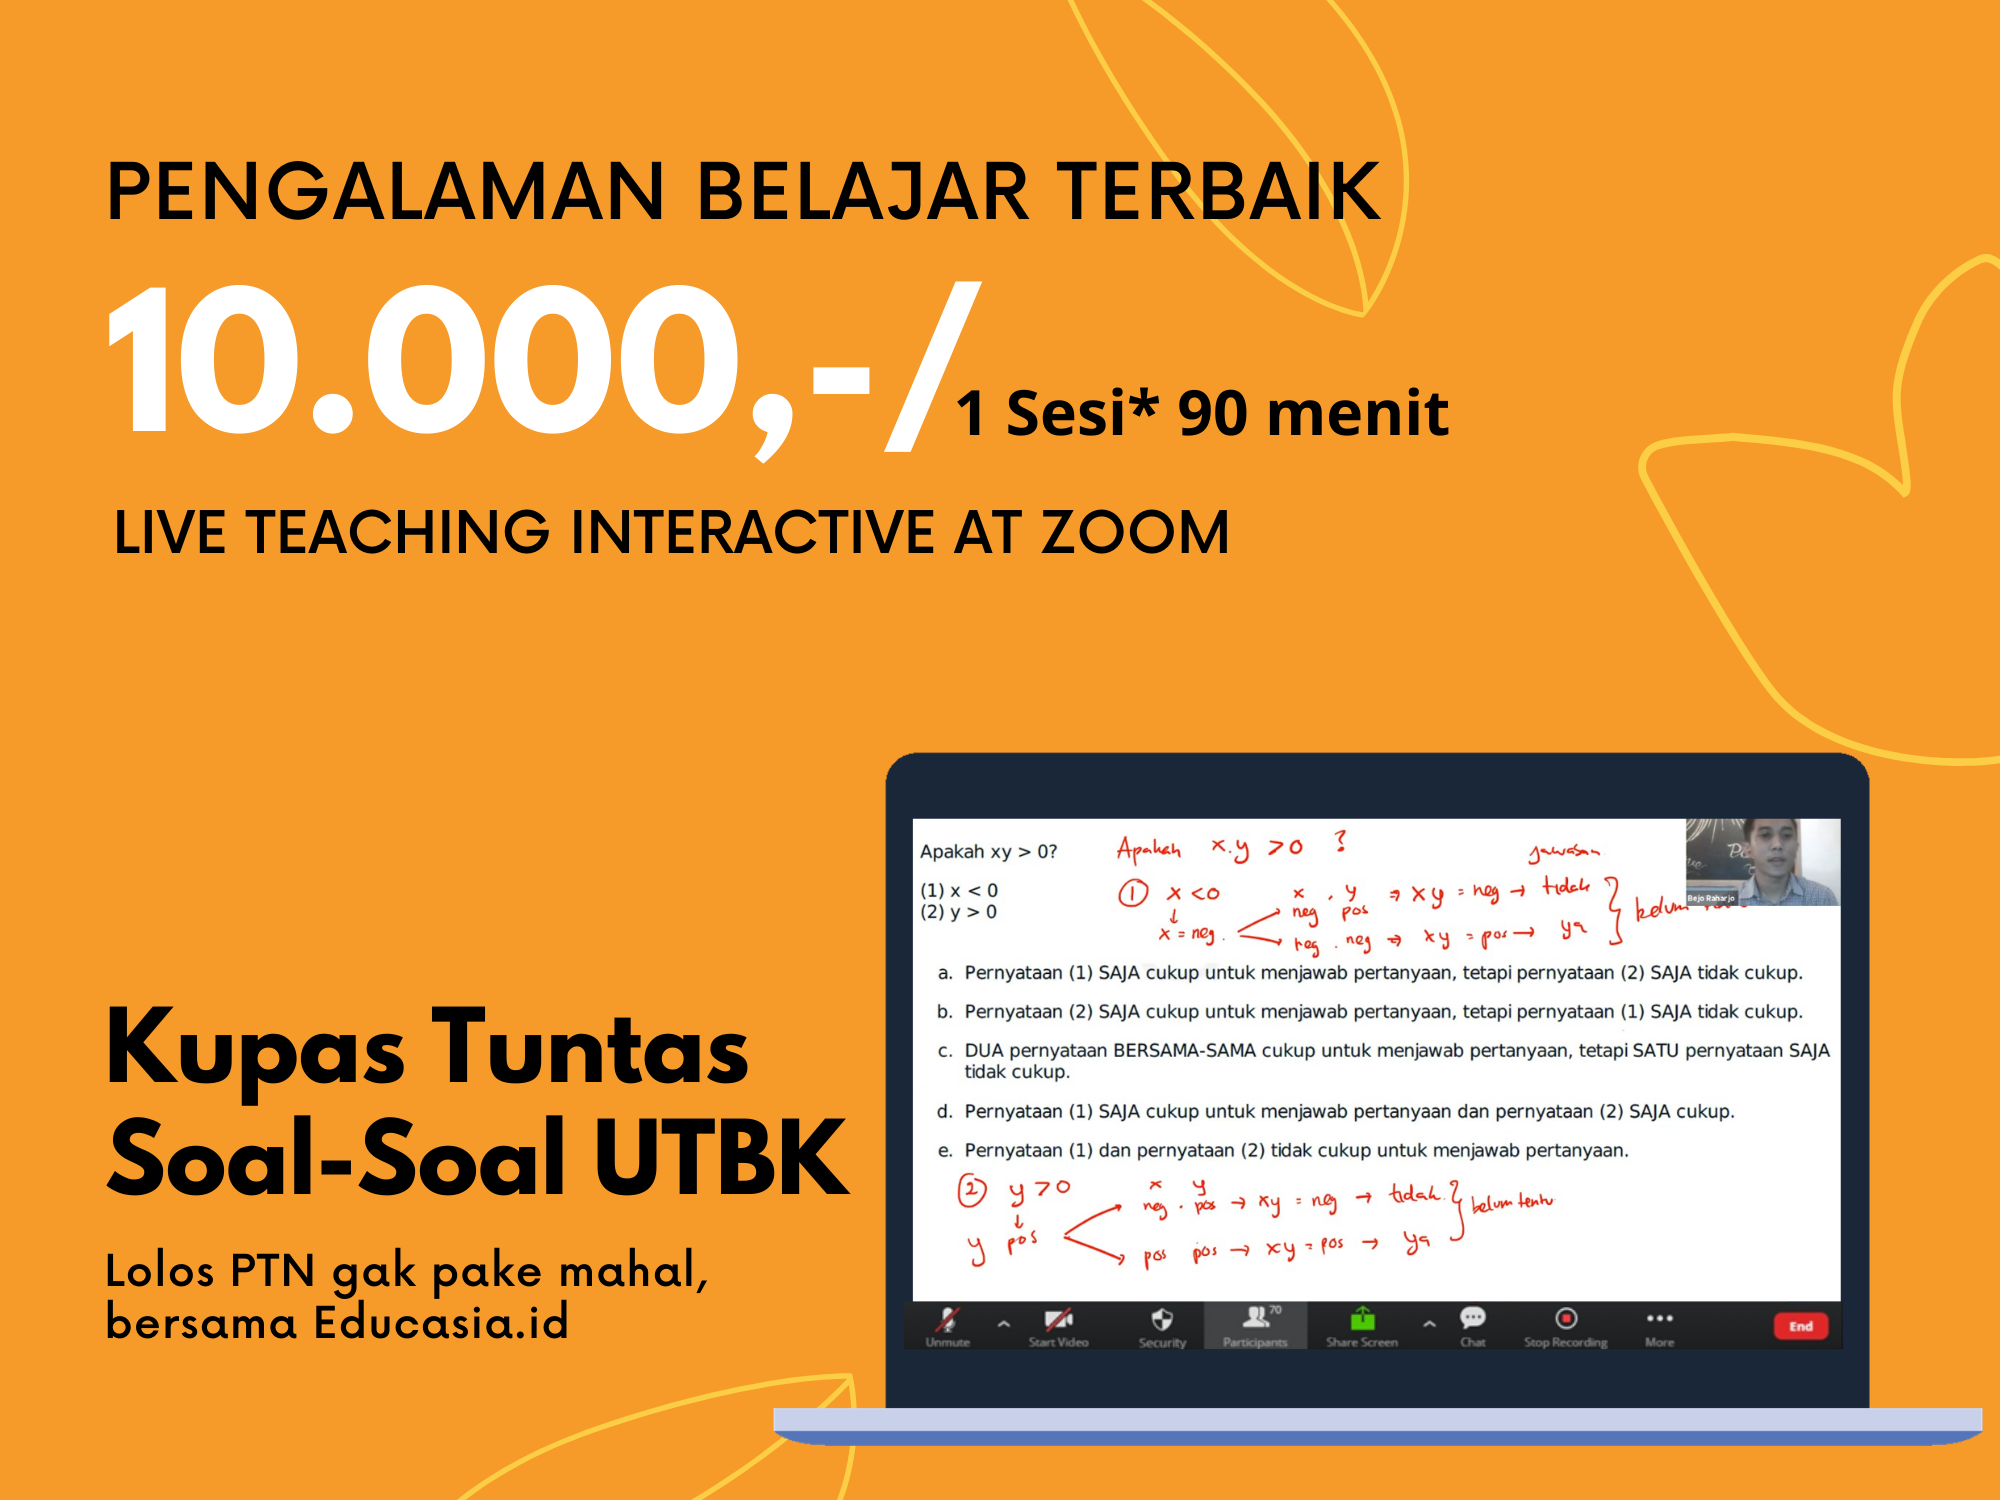 PENGALAMAN BELAJAR TERBAIK
10.000,-/
1 Sesi* 90 menit
LIVE TEACHING INTERACTIVE AT ZOOM
Kupas Tuntas
Soal-Soal UTBK
Lolos PTN gak pake mahal,
bersama Educasia.id
Apakah xy > 0?
(1) x < 0
(2) y > 0
Apakah x.y > 0 ?
jawaban
① x < 0
↓
x = neg.
x . y
neg pos
⇒ xy = neg → tidak
neg . neg ⇒ xy = pos → ya
belum
Bejo Raharjo
a. Pernyataan (1) SAJA cukup untuk menjawab pertanyaan, tetapi pernyataan (2) SAJA tidak cukup.
b. Pernyataan (2) SAJA cukup untuk menjawab pertanyaan, tetapi pernyataan (1) SAJA tidak cukup.
c. DUA pernyataan BERSAMA-SAMA cukup untuk menjawab pertanyaan, tetapi SATU pernyataan SAJA
tidak cukup.
d. Pernyataan (1) SAJA cukup untuk menjawab pertanyaan dan pernyataan (2) SAJA cukup.
e. Pernyataan (1) dan pernyataan (2) tidak cukup untuk menjawab pertanyaan.
② y > 0
↓
y pos
x y
neg . pos → xy = neg → tidak
pos pos → xy = pos → ya
belum tentu
Unmute
Start Video
Security
Participants 70
Share Screen
Chat
Stop Recording
More
End